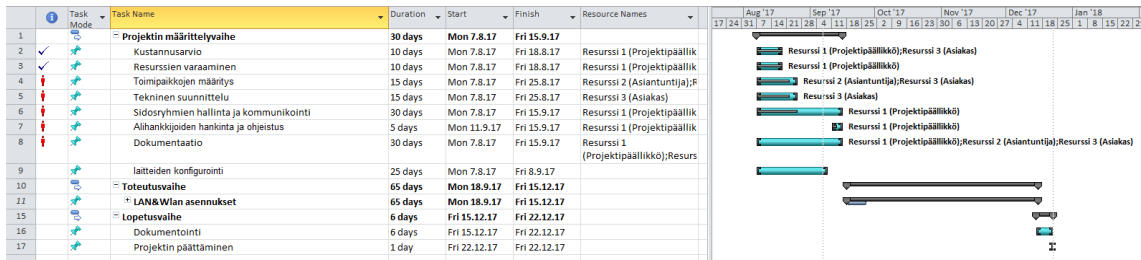 Task Mode Task Name Duration Start Finish Resource Names
Aug '17 Sep '17 Oct '17 Nov '17 Dec '17 Jan '18
17 24 31 7 14 21 28 4 11 18 25 2 9 16 23 30 6 13 20 27 4 11 18 25 1 8 15 22
1 Projektin määrittelyvaihe 30 days Mon 7.8.17 Fri 15.9.17
2 Kustannusarvio 10 days Mon 7.8.17 Fri 18.8.17 Resurssi 1 (Projektipäällik Resurssi 1 (Projektipäällikkö);Resurssi 3 (Asiakas)
3 Resurssien varaaminen 10 days Mon 7.8.17 Fri 18.8.17 Resurssi 1 (Projektipäällik Resurssi 1 (Projektipäällikkö)
4 Toimipaikkojen määritys 15 days Mon 7.8.17 Fri 25.8.17 Resurssi 2 (Asiantuntija);R Resurssi 2 (Asiantuntija);Resurssi 3 (Asiakas)
5 Tekninen suunnittelu 15 days Mon 7.8.17 Fri 25.8.17 Resurssi 3 (Asiakas) Resurssi 3 (Asiakas)
6 Sidosryhmien hallinta ja kommunikointi 30 days Mon 7.8.17 Fri 15.9.17 Resurssi 1 (Projektipäällik Resurssi 1 (Projektipäällikkö)
7 Alihankkijoiden hankinta ja ohjeistus 5 days Mon 11.9.17 Fri 15.9.17 Resurssi 1 (Projektipäällik Resurssi 1 (Projektipäällikkö)
8 Dokumentaatio 30 days Mon 7.8.17 Fri 15.9.17 Resurssi 1 Resurssi 1 (Projektipäällikkö);Resurssi 2 (Asiantuntija);Resurssi 3 (Asiakas)
(Projektipäällikkö);Resurs
9 laitteiden konfigurointi 25 days Mon 7.8.17 Fri 8.9.17
10 Toteutusvaihe 65 days Mon 18.9.17 Fri 15.12.17
11 LAN&Wlan asennukset 65 days Mon 18.9.17 Fri 15.12.17
15 Lopetusvaihe 6 days Fri 15.12.17 Fri 22.12.17
16 Dokumentointi 6 days Fri 15.12.17 Fri 22.12.17
17 Projektin päättäminen 1 day Fri 22.12.17 Fri 22.12.17